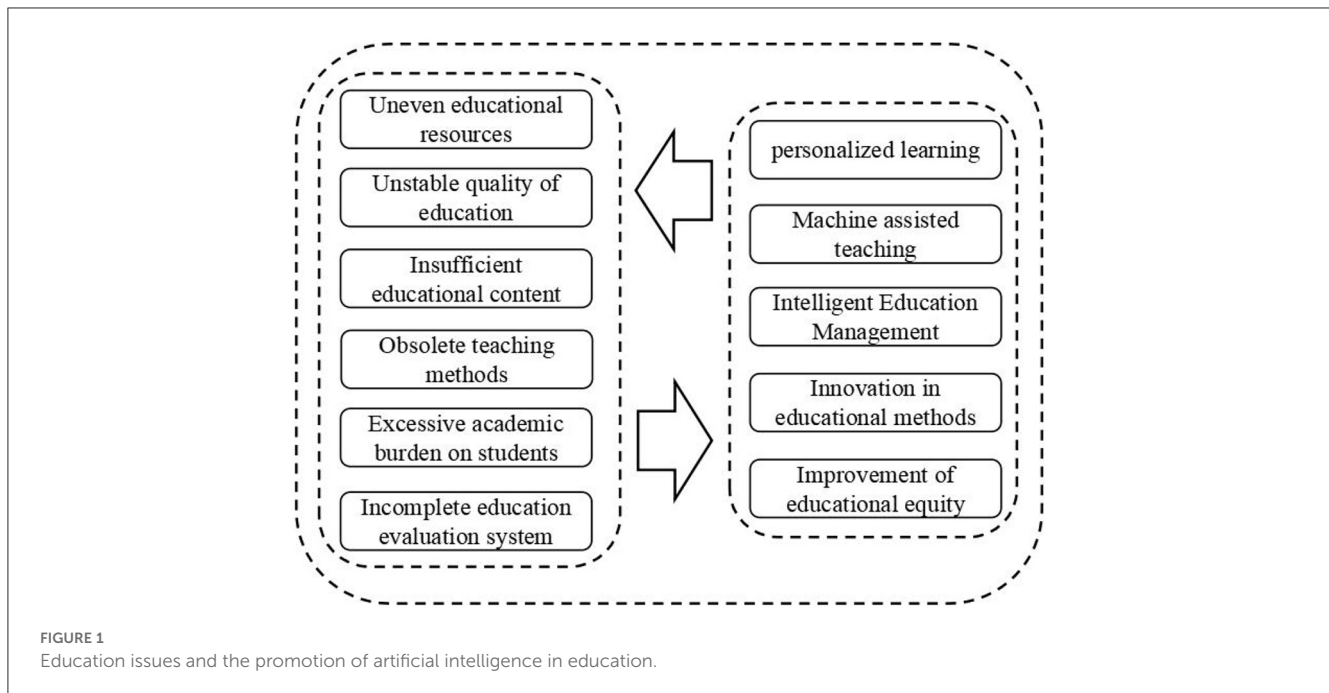 Uneven educational
resources
Unstable quality of
education
Insufficient
educational content
Obsolete teaching
methods
Excessive academic
burden on students
Incomplete education
evaluation system
personalized learning
Machine assisted
teaching
Intelligent Education
Management
Innovation in
educational methods
Improvement of
educational equity
FIGURE 1
Education issues and the promotion of artificial intelligence in education.